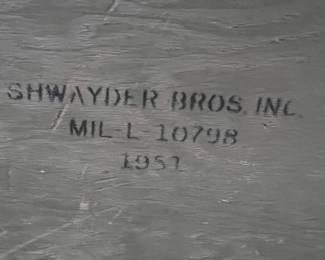 SHWAYDER BROS. INC.
MIL-L-10798
1951